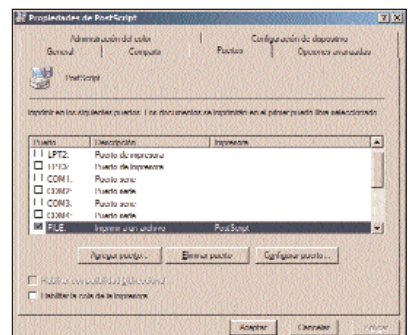 Propiedades de PostScript
Administración del color Configuración de dispositivo
General Compartir Puertos Opciones avanzadas
PostScript
Imprimir en los siguientes puertos. Los documentos se imprimirán en el primer puerto libre seleccionado
Puerto Descripción Impresora
LPT2: Puerto de impresora
LPT3: Puerto de impresora
COM1: Puerto serie
COM2: Puerto serie
COM3: Puerto serie
COM4: Puerto serie
FILE: Imprimir a un archivo PostScript
Agregar puerto... Eliminar puerto Configurar puerto...
Habilitar compatibilidad bidireccional
Habilitar la cola de la impresora
Aceptar Cancelar Aplicar